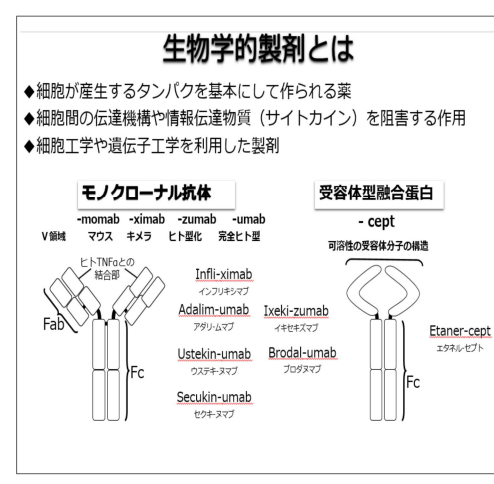 生物学的製剤とは
◆細胞が産生するタンパクを基本にして作られる薬
◆細胞間の伝達機構や情報伝達物質（サイトカイン）を阻害する作用
◆細胞工学や遺伝子工学を利用した製剤
モノクローナル抗体
-momab -ximab -zumab -umab
V領域 マウス キメラ ヒト型化 完全ヒト型
ヒトTNFαとの
結合部
Fab
Fc
Infli-ximab
インフリキシマブ
Adalim-umab
アダリ-ムマブ
Ustekin-umab
ウステキ-ヌマブ
Secukin-umab
セクキ-ヌマブ
Ixeki-zumab
イキセキズマブ
Brodal-umab
ブロダヌマブ
受容体型融合蛋白
- cept
可溶性の受容体分子の構造
Fc
Etaner-cept
エタネル-セプト